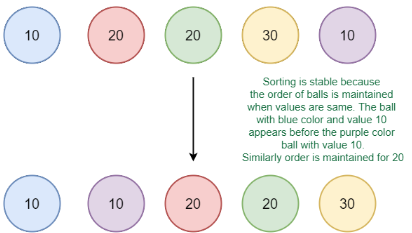 10 20 20 30 10
Sorting is stable because
the order of balls is maintained
when values are same. The ball
with blue color and value 10
appears before the purple color
ball with value 10.
Similarly order is maintained for 20
10 10 20 20 30